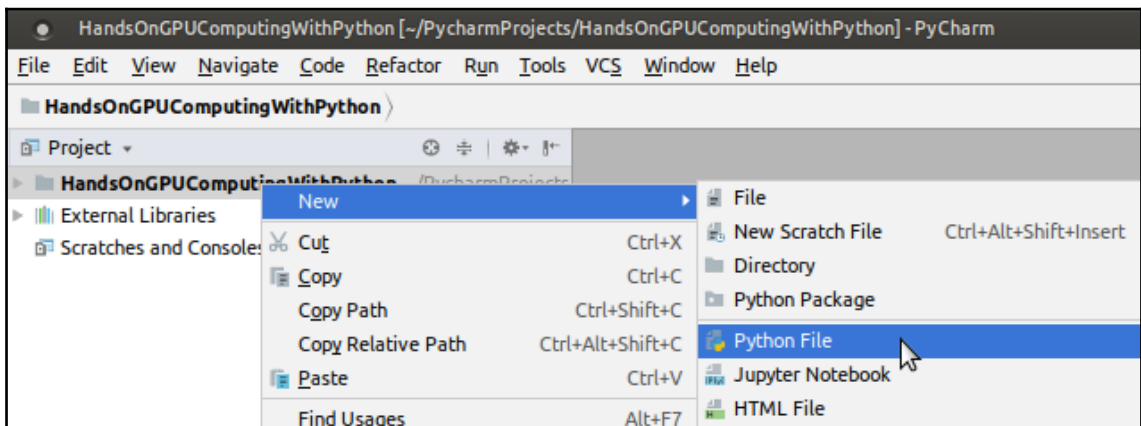 HandsOnGPUComputingWithPython [~/PycharmProjects/HandsOnGPUComputingWithPython] - PyCharm
File Edit View Navigate Code Refactor Run Tools VCS Window Help
HandsOnGPUComputingWithPython
Project
HandsOnGPUComputingWithPython ~/PycharmProjects
External Libraries
Scratches and Consoles
New
Cut Ctrl+X
Copy Ctrl+C
Copy Path Ctrl+Shift+C
Copy Relative Path Ctrl+Alt+Shift+C
Paste Ctrl+V
Find Usages Alt+F7
File
New Scratch File Ctrl+Alt+Shift+Insert
Directory
Python Package
Python File
Jupyter Notebook
HTML File